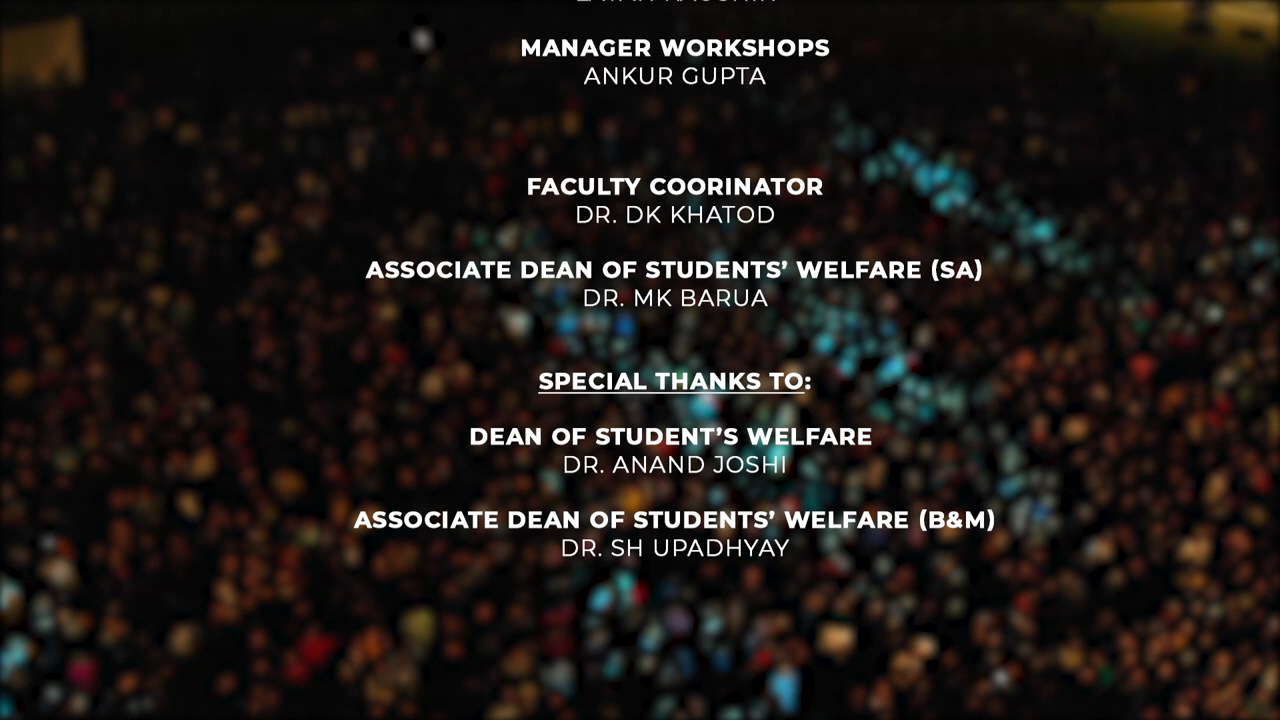 MANAGER WORKSHOPS
ANKUR GUPTA
FACULTY COORINATOR
DR. DK KHATOD
ASSOCIATE DEAN OF STUDENTS’ WELFARE (SA)
DR. MK BARUA
SPECIAL THANKS TO:
DEAN OF STUDENT’S WELFARE
DR. ANAND JOSHI
ASSOCIATE DEAN OF STUDENTS’ WELFARE (B&M)
DR. SH UPADHYAY